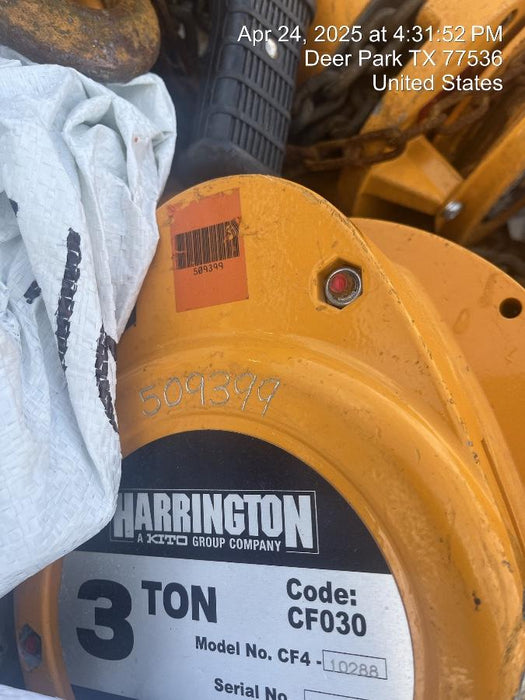 Apr 24, 2025 at 4:31:52 PM
Deer Park TX 77536
United States
509399
509399
HARRINGTON
A KITO GROUP COMPANY
3 TON
Code:
CF030
Model No. CF4 - 10288
Serial No